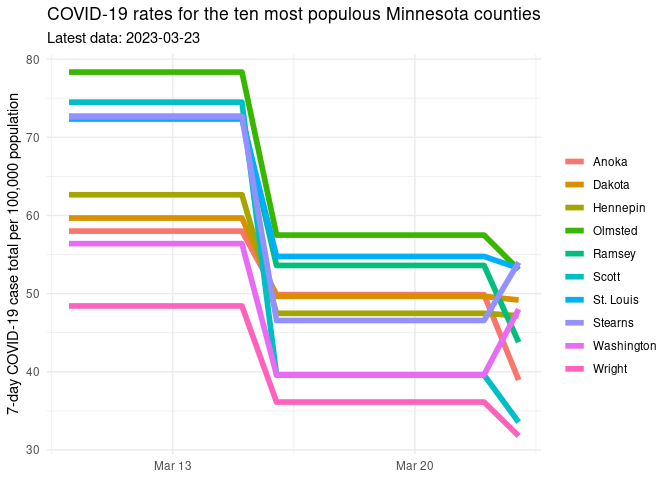 COVID-19 rates for the ten most populous Minnesota counties
Latest data: 2023-03-23
7-day COVID-19 case total per 100,000 population
80
70
60
50
40
30
Mar 13
Mar 20
Anoka
Dakota
Hennepin
Olmsted
Ramsey
Scott
St. Louis
Stearns
Washington
Wright